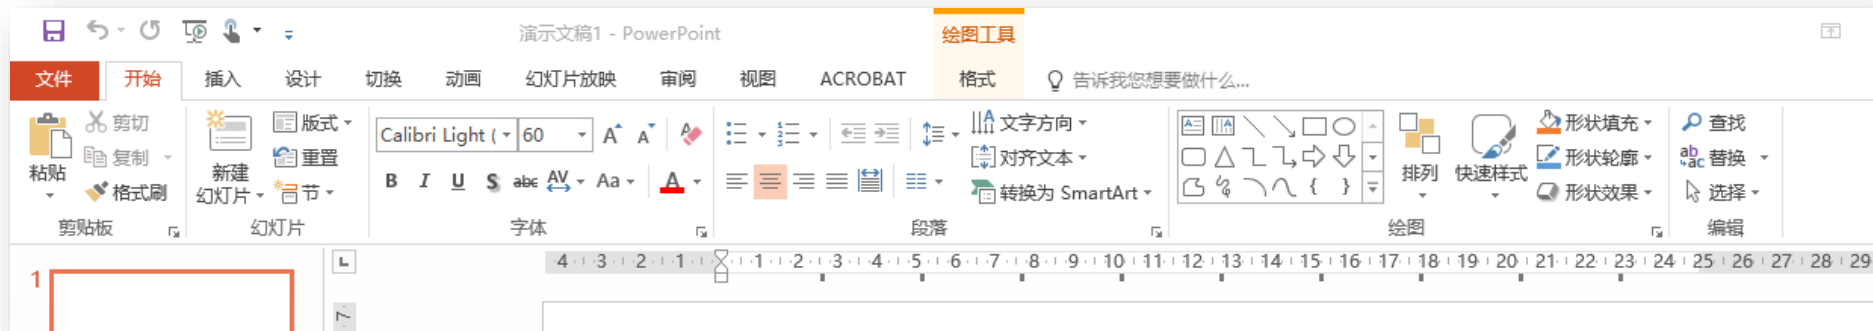 演示文稿1 - PowerPoint
绘图工具
文件 开始 插入 设计 切换 动画 幻灯片放映 审阅 视图 ACROBAT 格式 告诉我您想要做什么...
粘贴
剪切
复制
格式刷
剪贴板
新建
幻灯片
版式
重置
节
幻灯片
Calibri Light ( 60
B I U S abc AV Aa A
字体
文字方向
对齐文本
转换为 SmartArt
段落
排列
快速样式
形状填充
形状轮廓
形状效果
绘图
查找
替换
选择
编辑
4 3 2 1 1 2 3 4 5 6 7 8 9 10 11 12 13 14 15 16 17 18 19 20 21 22 23 24 25 26 27 28 29
1
7